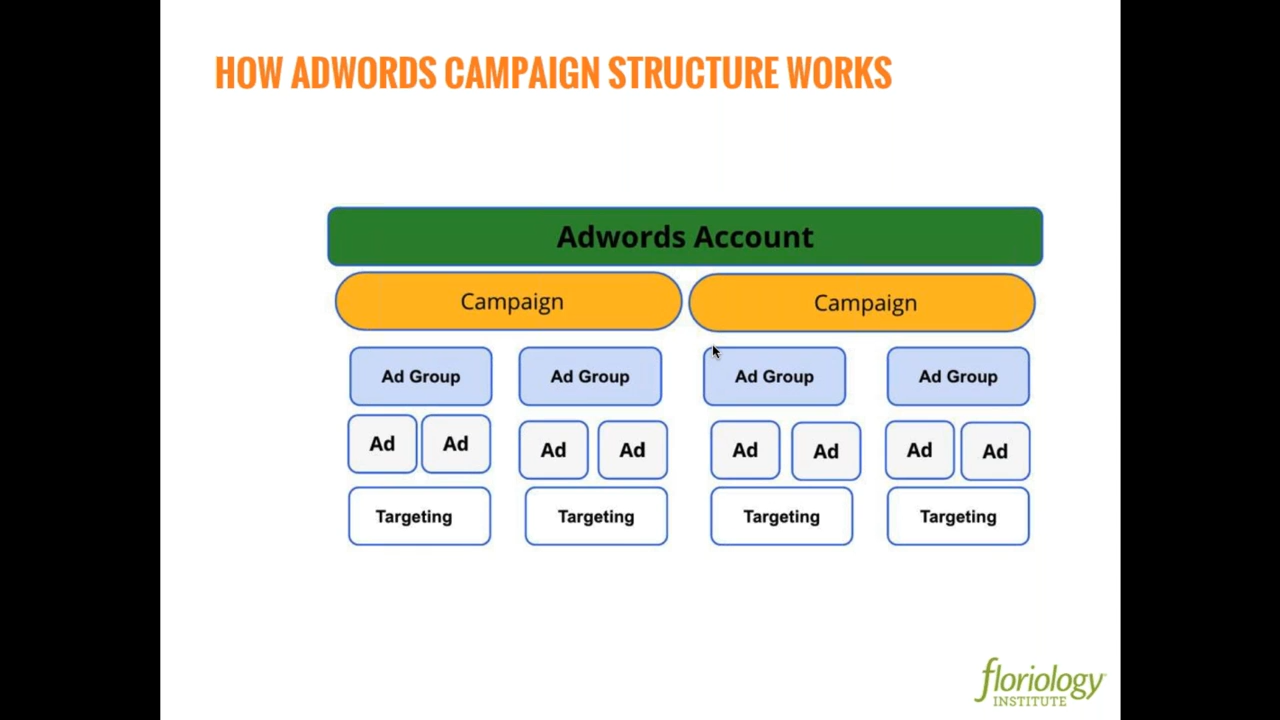 HOW ADWORDS CAMPAIGN STRUCTURE WORKS
Adwords Account
Campaign
Campaign
Ad Group
Ad Group
Ad Group
Ad Group
Ad
Ad
Ad
Ad
Ad
Ad
Ad
Ad
Targeting
Targeting
Targeting
Targeting
floriology
INSTITUTE